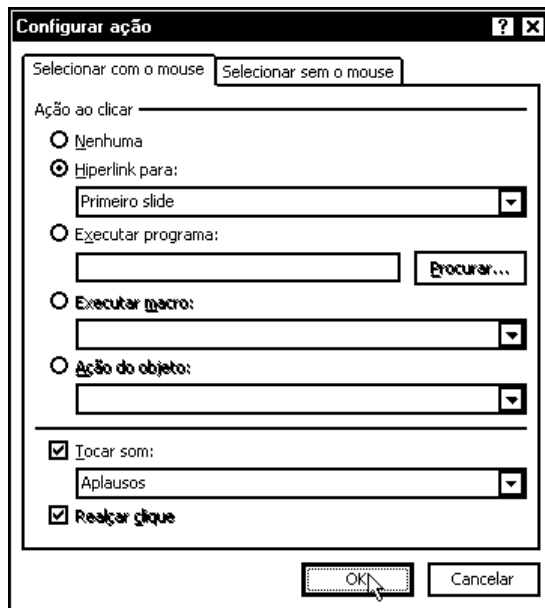 Configurar ação
Selecionar com o mouse Selecionar sem o mouse
Ação ao clicar
Nenhuma
Hiperlink para:
Primeiro slide
Executar programa:
Procurar...
Executar macro:
Ação do objeto:
Tocar som:
Aplausos
Realçar clique
OK Cancelar